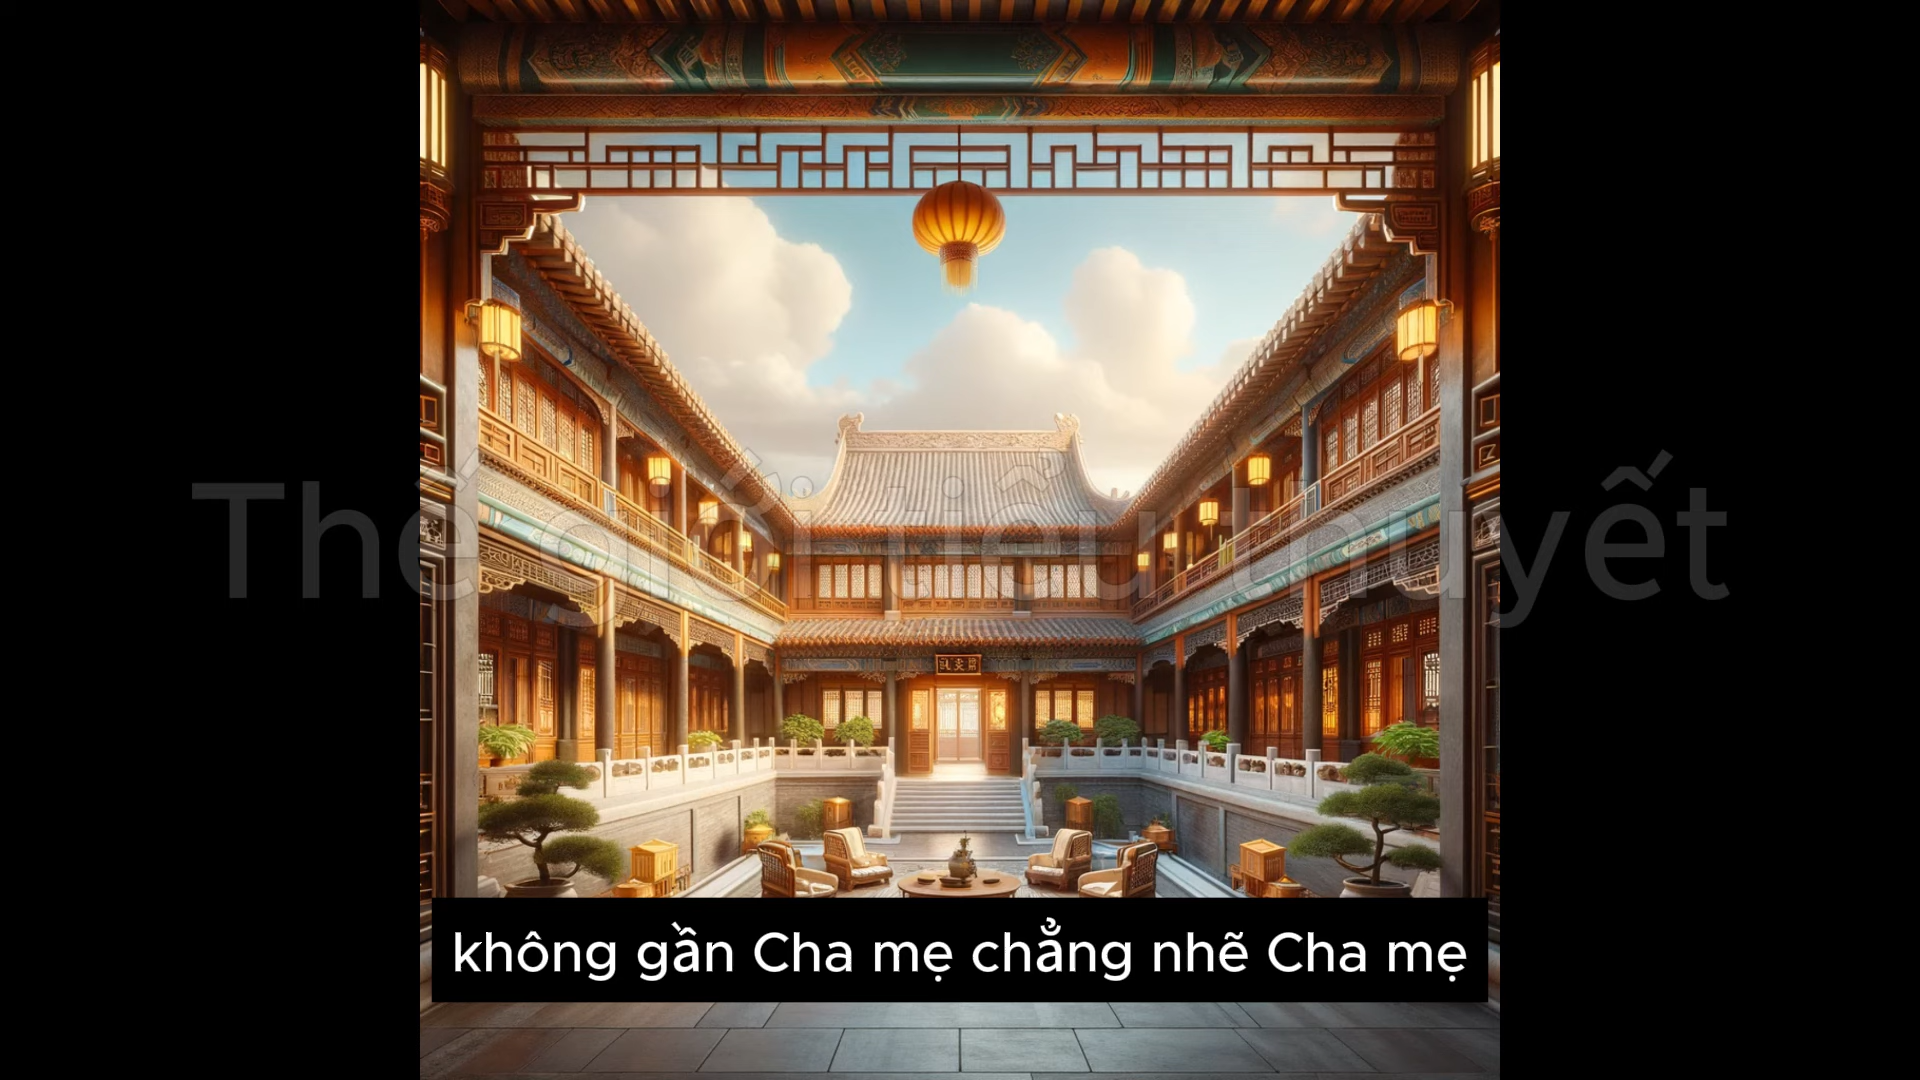 Thế giới tiểu thuyết
không gần Cha mẹ chẳng nhẽ Cha mẹ